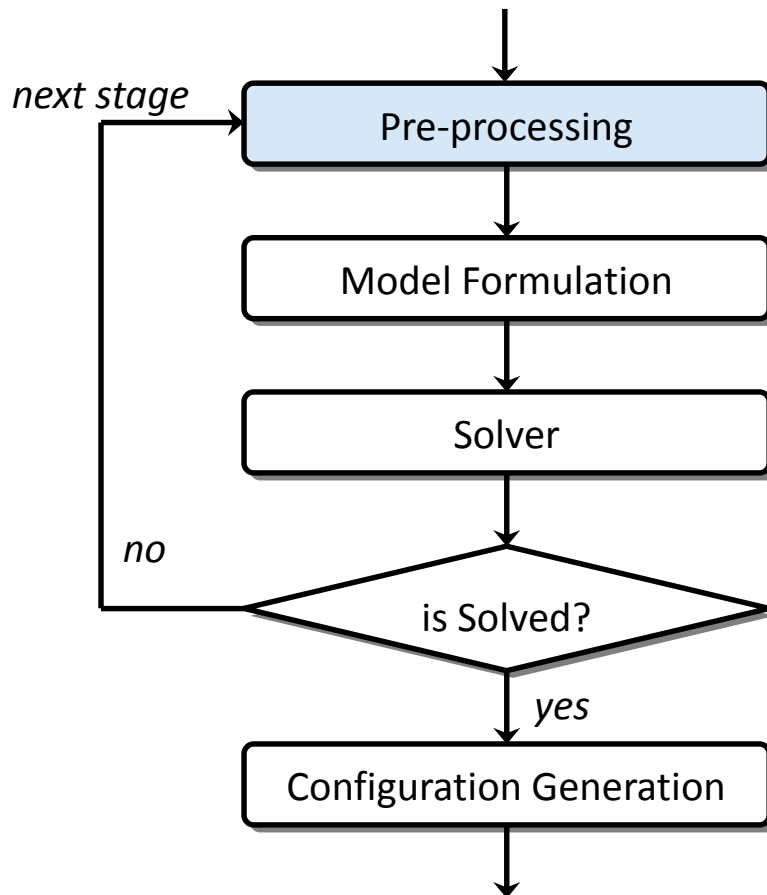 next stage
Pre-processing
Model Formulation
Solver
no
is Solved?
yes
Configuration Generation